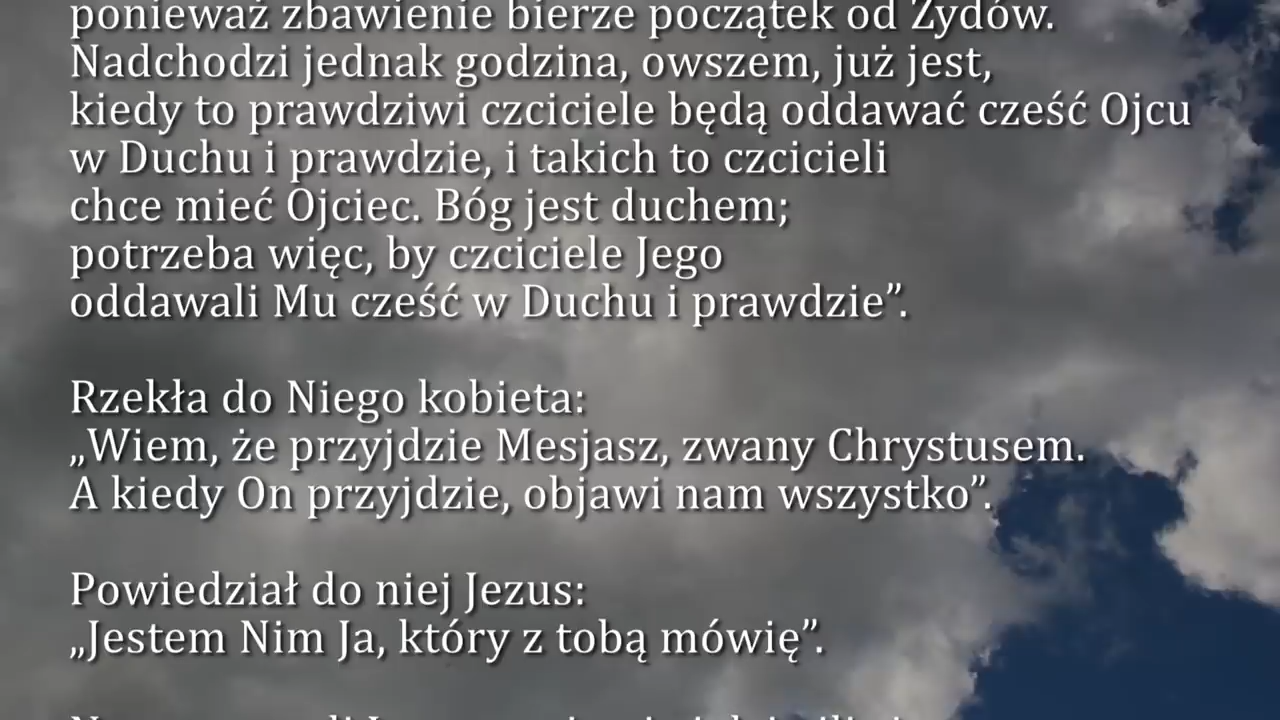 ponieważ zbawienie bierze początek od Żydów.
Nadchodzi jednak godzina, owszem, już jest,
kiedy to prawdziwi czciciele będą oddawać cześć Ojcu
w Duchu i prawdzie, i takich to czcicieli
chce mieć Ojciec. Bóg jest duchem;
potrzeba więc, by czciciele Jego
oddawali Mu cześć w Duchu i prawdzie”.
Rzekła do Niego kobieta:
„Wiem, że przyjdzie Mesjasz, zwany Chrystusem.
A kiedy On przyjdzie, objawi nam wszystko”.
Powiedział do niej Jezus:
„Jestem Nim Ja, który z tobą mówię”.